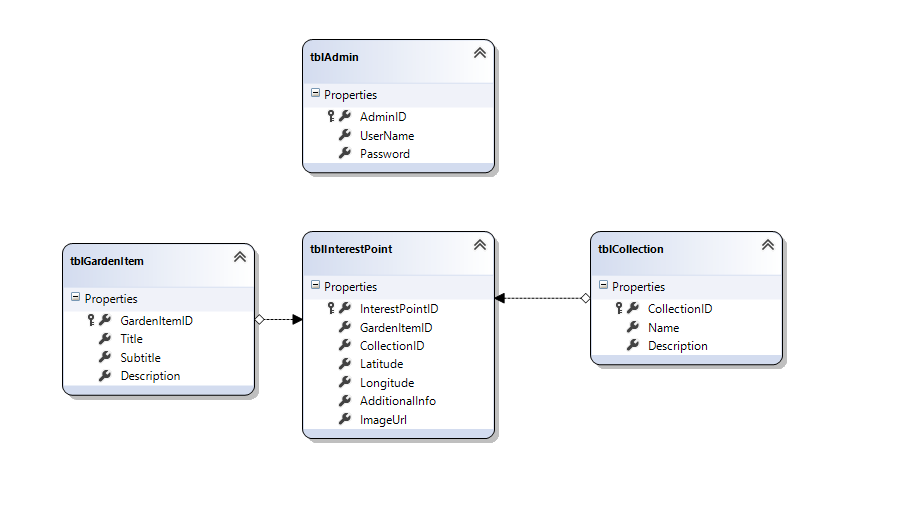 tblAdmin
Properties
AdminID
UserName
Password
tblGardenItem
Properties
GardenItemID
Title
Subtitle
Description
tblInterestPoint
Properties
InterestPointID
GardenItemID
CollectionID
Latitude
Longitude
AdditionalInfo
ImageUrl
tblCollection
Properties
CollectionID
Name
Description